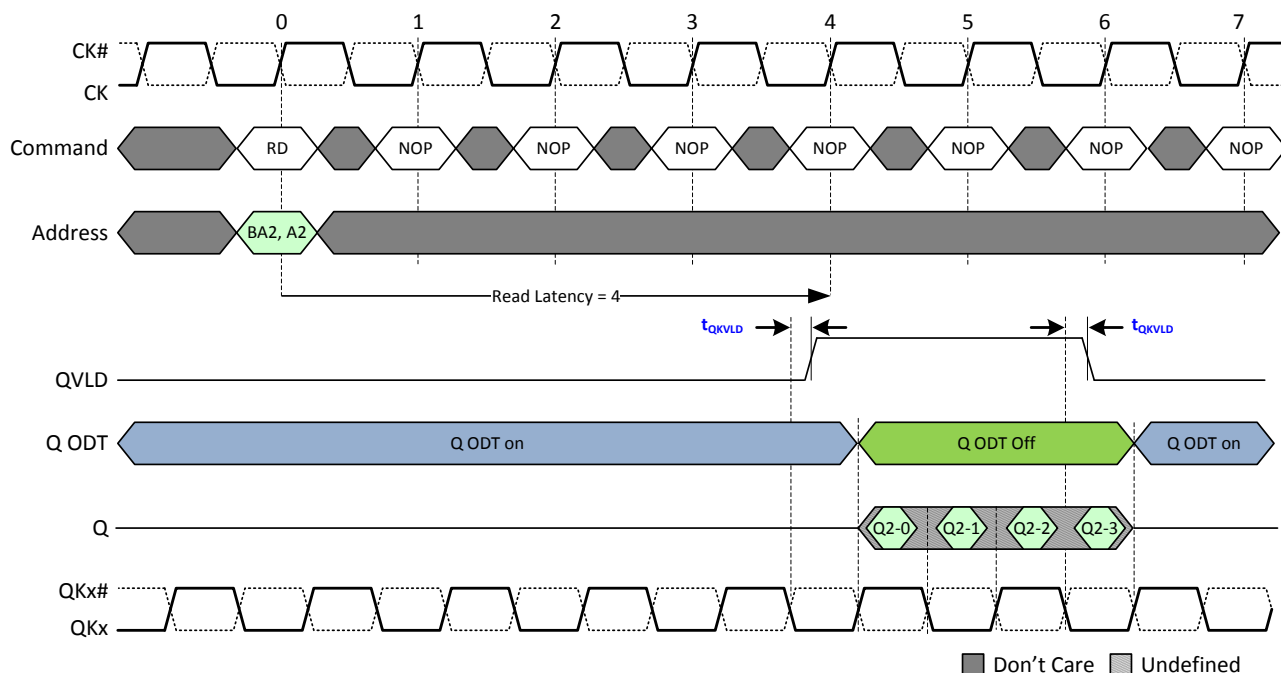 0 1 2 3 4 5 6 7
CK#
CK
Command RD NOP NOP NOP NOP NOP NOP NOP
Address BA2, A2
Read Latency = 4
tQKVLD tQKVLD
QVLD
Q ODT Q ODT on Q ODT Off Q ODT on
Q Q2-0 Q2-1 Q2-2 Q2-3
QKx#
QKx
Don't Care Undefined